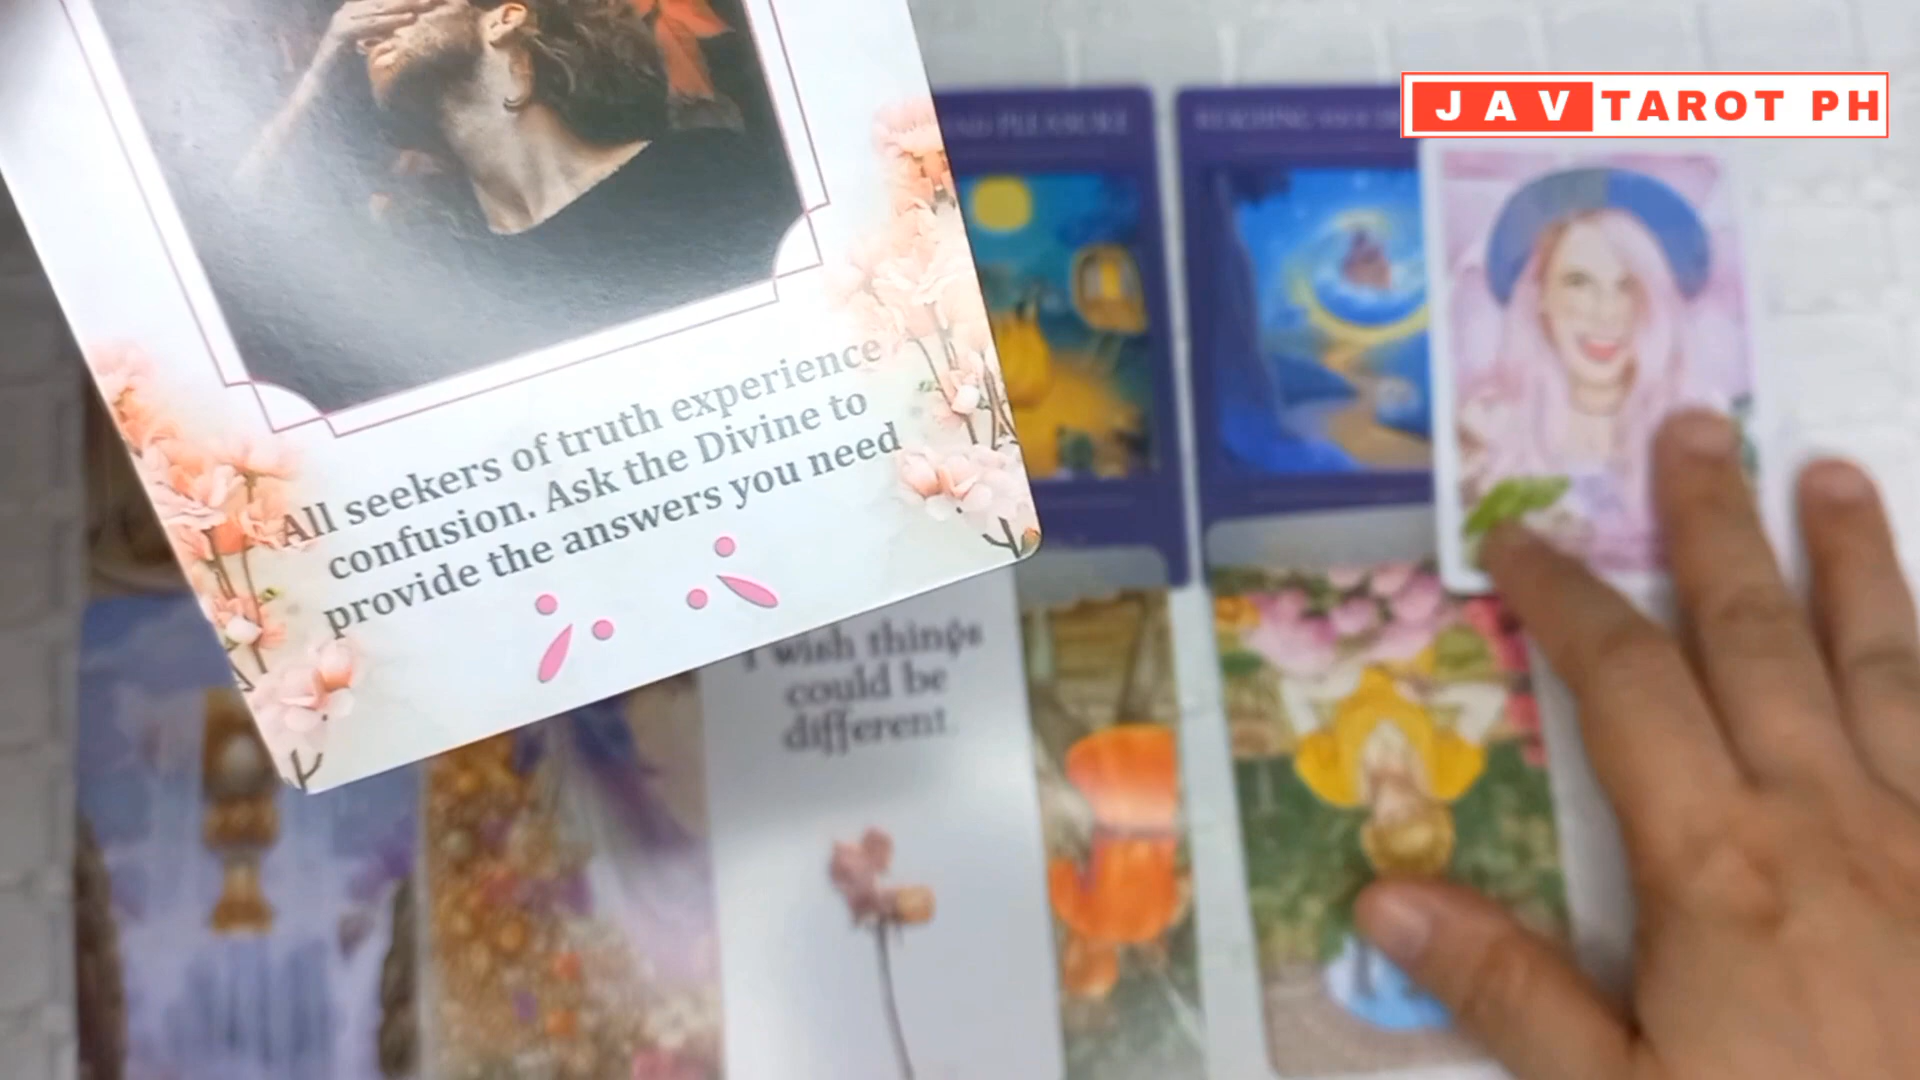 JAV TAROT PH
All seekers of truth experience
confusion. Ask the Divine to
provide the answers you need
I wish things
could be
different